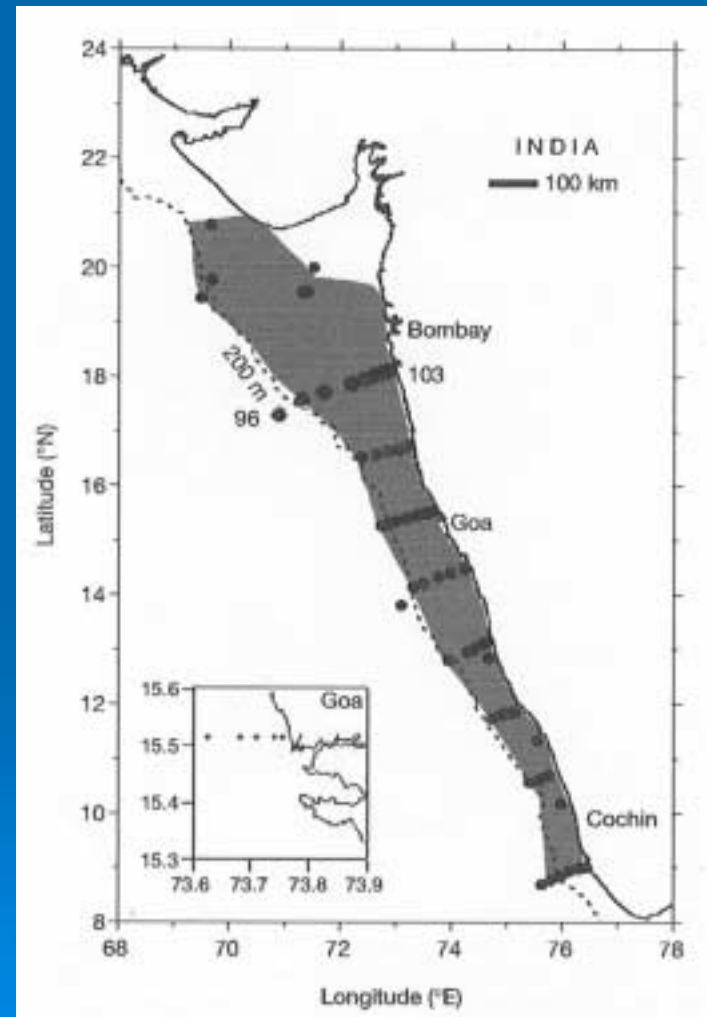 24
22
20
18
16
14
12
10
8
Latitude (°N)
INDIA
100 km
Bombay
200 m
103
96
Goa
Goa
15.6
15.5
15.4
15.3
73.6 73.7 73.8 73.9
Cochin
68 70 72 74 76 78
Longitude (°E)